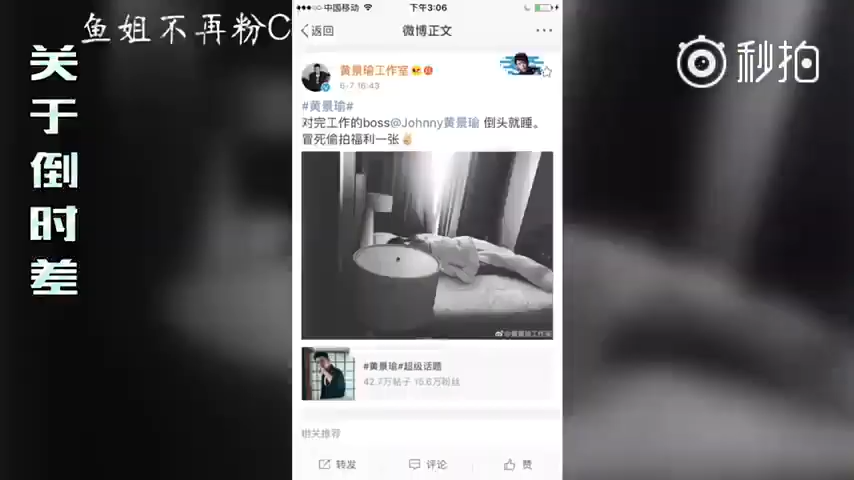 鱼姐不再粉C
关于倒时差
秒拍
中国移动
下午3:06
返回
微博正文
黄景瑜工作室
6-7 16:43
#黄景瑜#
对完工作的boss@Johnny黄景瑜 倒头就睡。
冒死偷拍福利一张✌
@黄景瑜工作室
#黄景瑜#超级话题
42.7万帖子 15.6万粉丝
相关推荐
转发
评论
赞